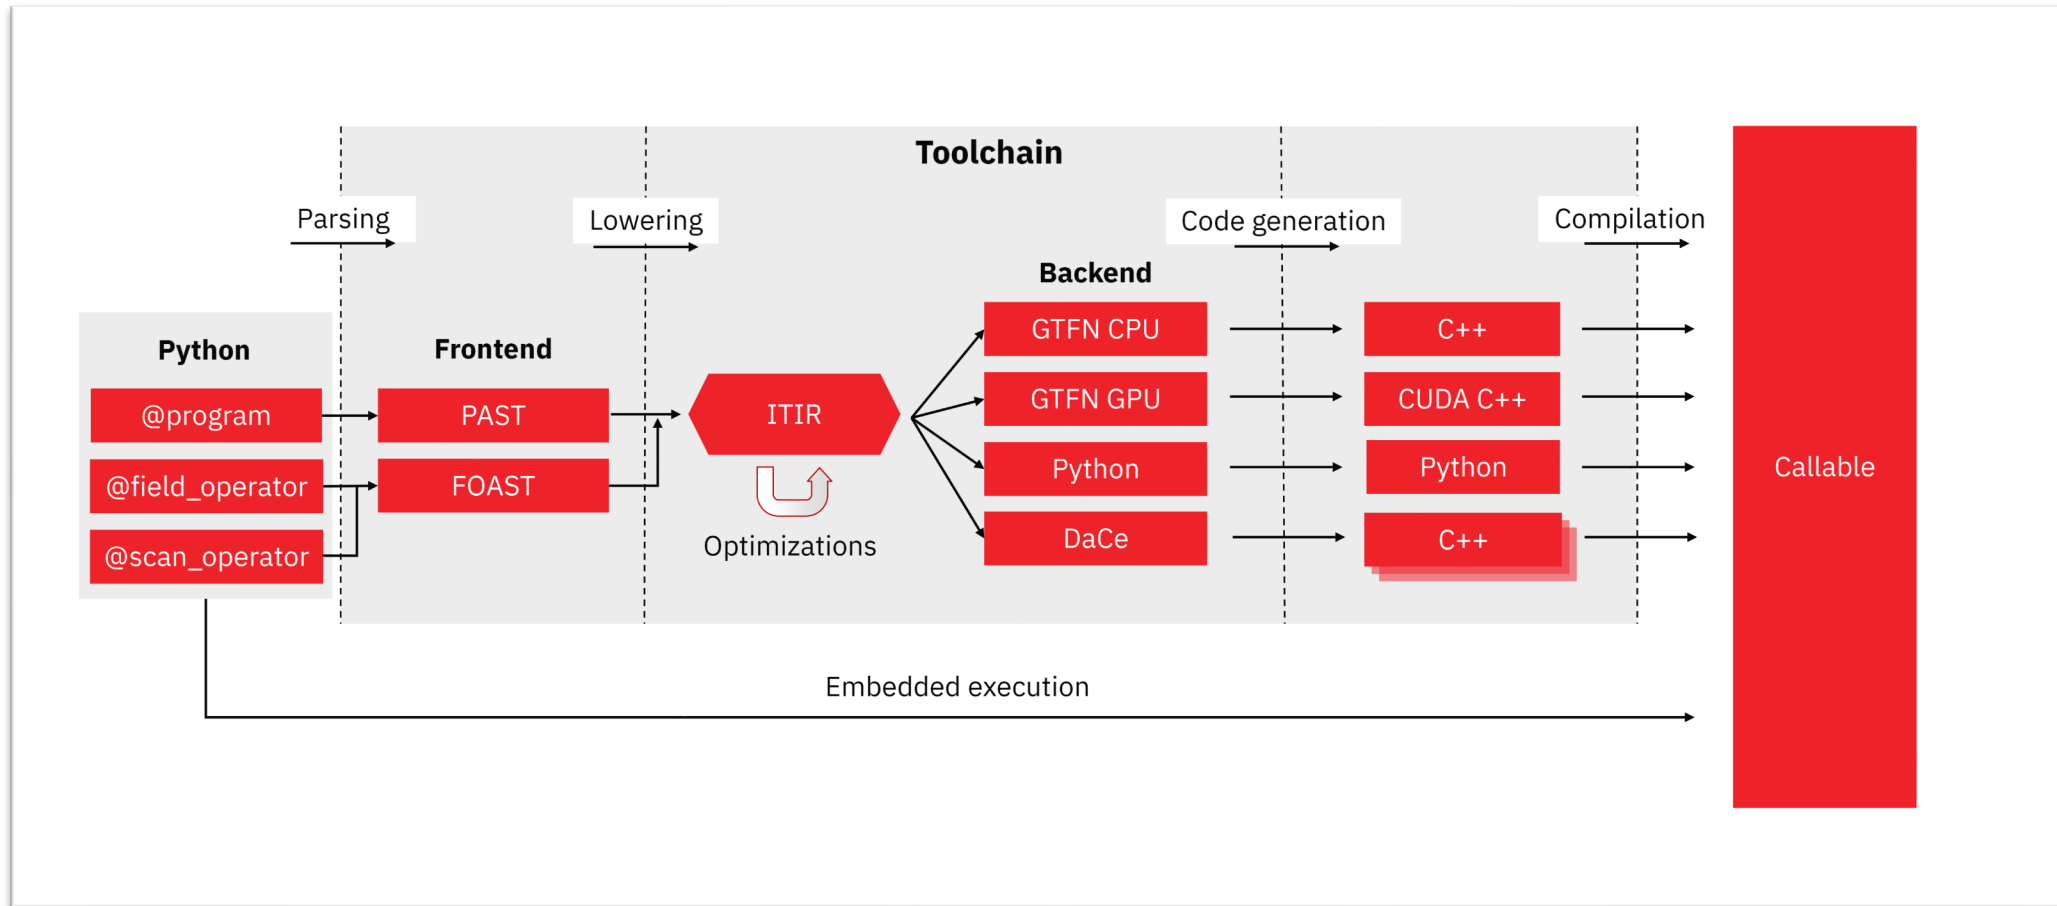 Toolchain
Parsing
Lowering
Code generation
Compilation
Backend
Python
Frontend
@program
@field_operator
@scan_operator
PAST
FOAST
ITIR
Optimizations
GTFN CPU
GTFN GPU
Python
DaCe
C++
CUDA C++
Python
C++
Callable
Embedded execution